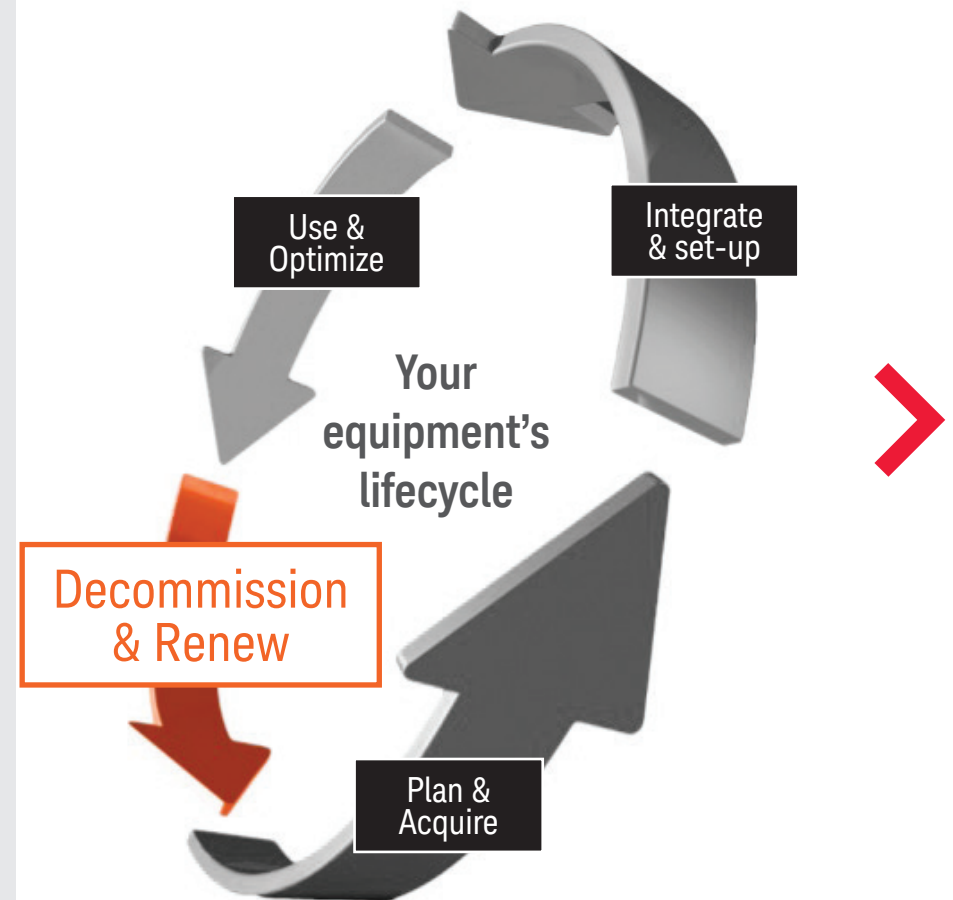 Use &
Optimize
Integrate
& set-up
Your
equipment’s
lifecycle
Decommission
& Renew
Plan &
Acquire